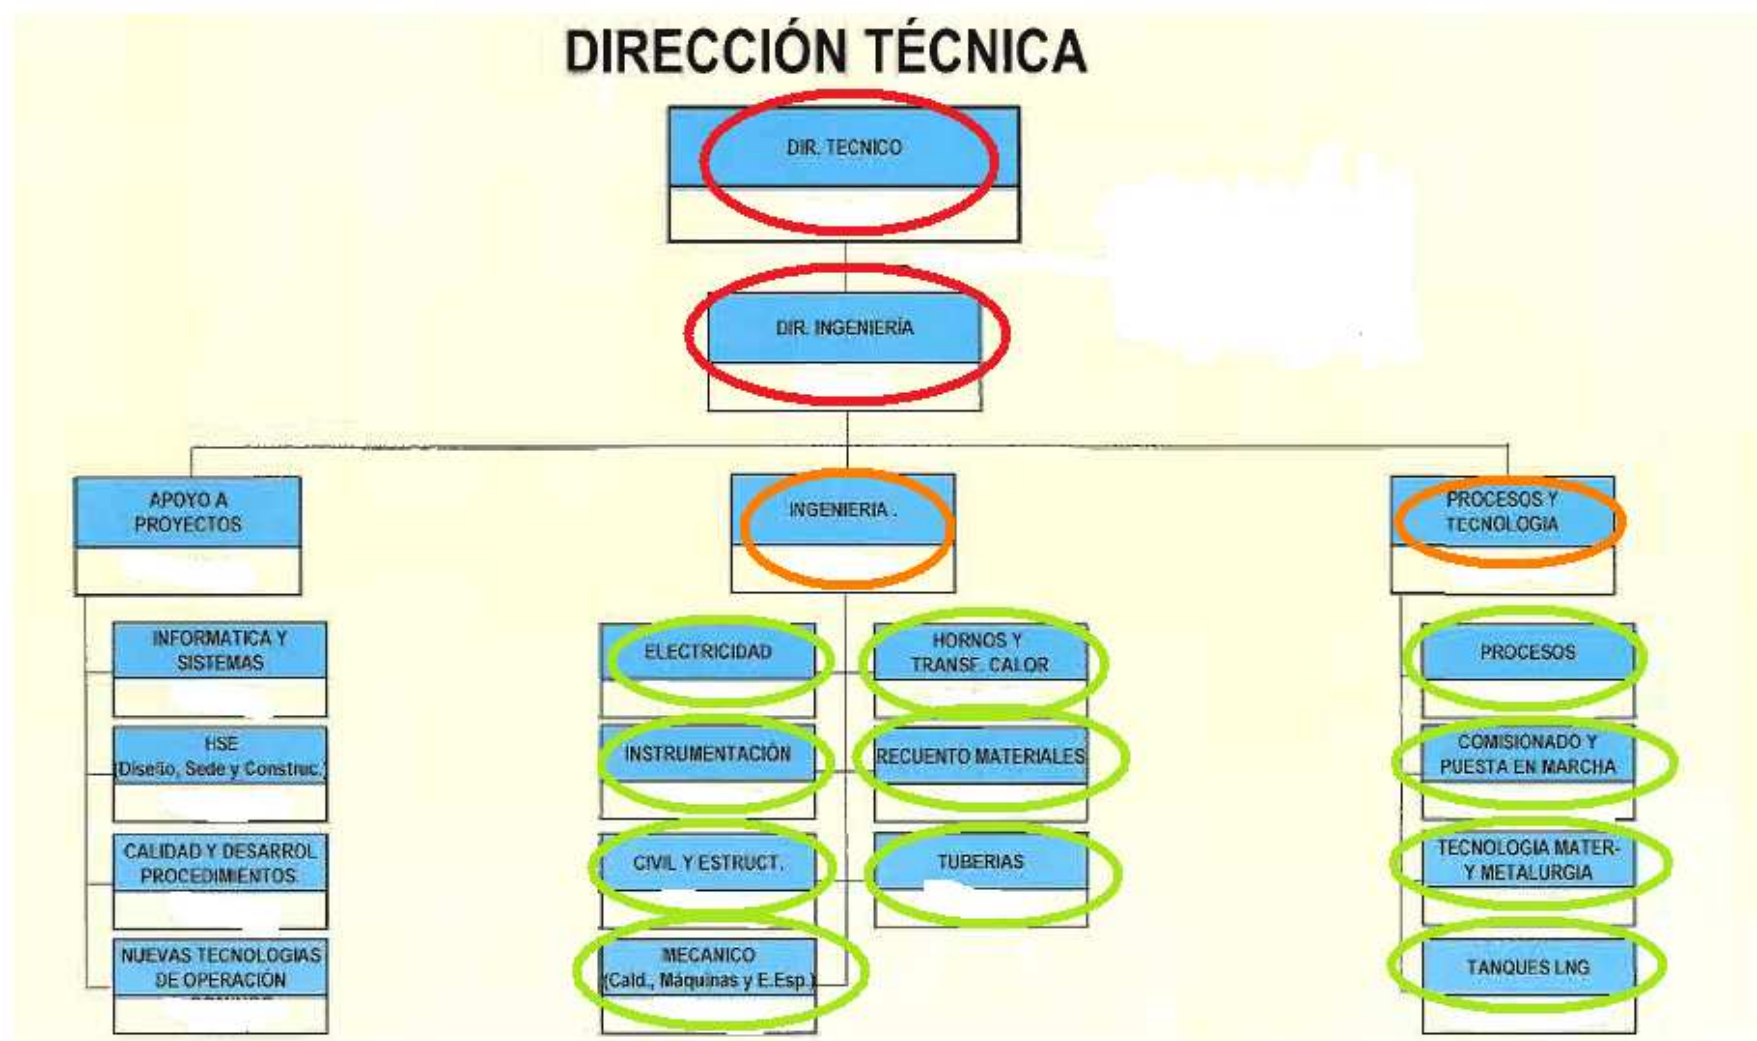 DIRECCIÓN TÉCNICA
DIR. TECNICO
DIR. INGENIERÍA
APOYO A
PROYECTOS
INFORMATICA Y
SISTEMAS
HSE
(Diseño, Sede y Construc.)
CALIDAD Y DESARROL
PROCEDIMIENTOS
NUEVAS TECNOLOGIAS
DE OPERACIÓN
INGENIERIA .
ELECTRICIDAD
INSTRUMENTACIÓN
CIVIL Y ESTRUCT.
MECANICO
(Cald., Máquinas y E.Esp.)
HORNOS Y
TRANSF. CALOR
RECUENTO MATERIALES
TUBERIAS
PROCESOS Y
TECNOLOGIA
PROCESOS
COMISIONADO Y
PUESTA EN MARCHA
TECNOLOGIA MATER-
Y METALURGIA
TANQUES LNG